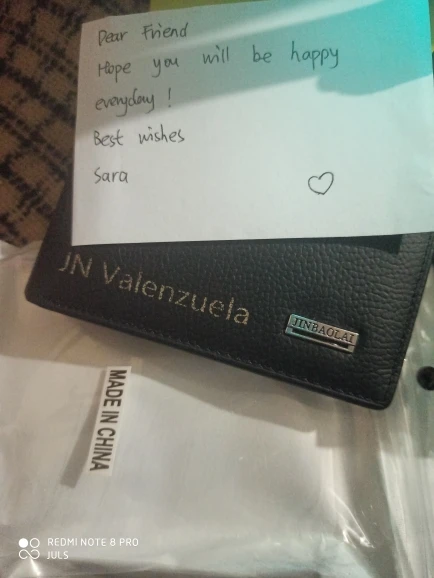 Dear Friend
Hope you will be happy
everyday !
Best wishes
Sara
JN Valenzuela
JINBAOLAI
MADE IN CHINA
REDMI NOTE 8 PRO
JULS